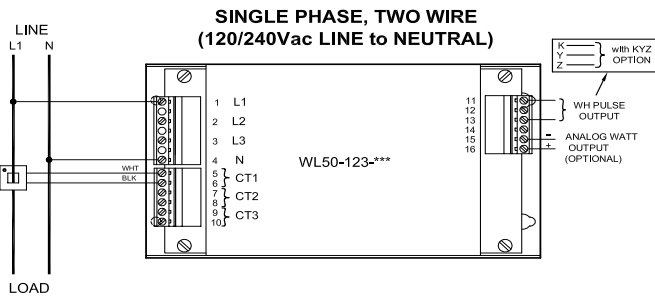 SINGLE PHASE, TWO WIRE
(120/240Vac LINE to NEUTRAL)
LINE
L1 N
K
Y
Z
with KYZ
OPTION
1 L1
2 L2
3 L3
4 N
WHT
BLK
5
6
CT1
7
8
CT2
9
10
CT3
WL50-123-***
11
12
13
14
15
16
WH PULSE
OUTPUT
-
+
ANALOG WATT
OUTPUT
(OPTIONAL)
LOAD